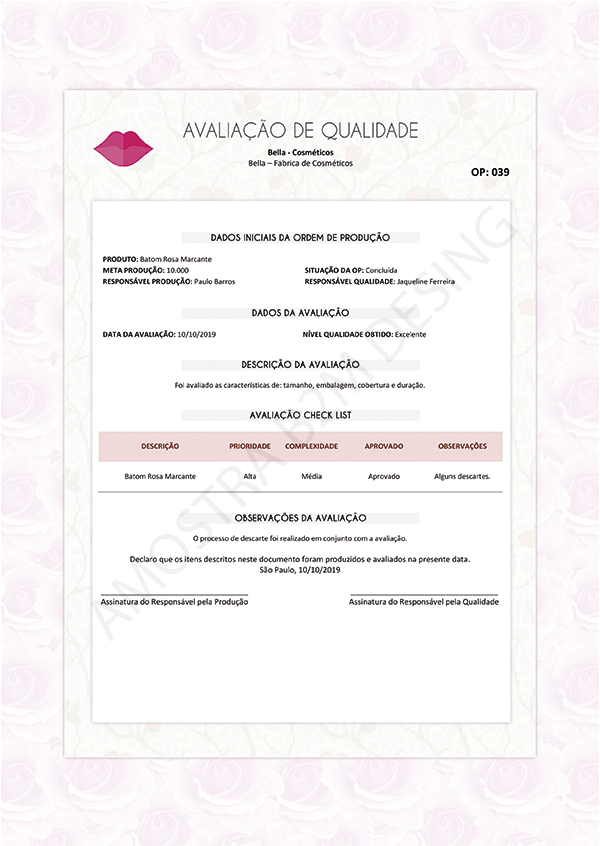 AVALIAÇÃO DE QUALIDADE
Bella - Cosméticos
Bella – Fabrica de Cosméticos
OP: 039
DADOS INICIAIS DA ORDEM DE PRODUÇÃO
PRODUTO: Batom Rosa Marcante
META PRODUÇÃO: 10.000 SITUAÇÃO DA OP: Concluída
RESPONSÁVEL PRODUÇÃO: Paulo Barros RESPONSÁVEL QUALIDADE: Jaqueline Ferreira
DADOS DA AVALIAÇÃO
DATA DA AVALIAÇÃO: 10/10/2019 NÍVEL QUALIDADE OBTIDO: Excelente
DESCRIÇÃO DA AVALIAÇÃO
Foi avaliado as características de: tamanho, embalagem, cobertura e duração.
AVALIAÇÃO CHECK LIST
DESCRIÇÃO PRIORIDADE COMPLEXIDADE APROVADO OBSERVAÇÕES
Batom Rosa Marcante Alta Média Aprovado Alguns descartes.
OBSERVAÇÕES DA AVALIAÇÃO
O processo de descarte foi realizado em conjunto com a avaliação.
Declaro que os itens descritos neste documento foram produzidos e avaliados na presente data.
São Paulo, 10/10/2019
Assinatura do Responsável pela Produção Assinatura do Responsável pela Qualidade
AMOSTRA B2M DESING